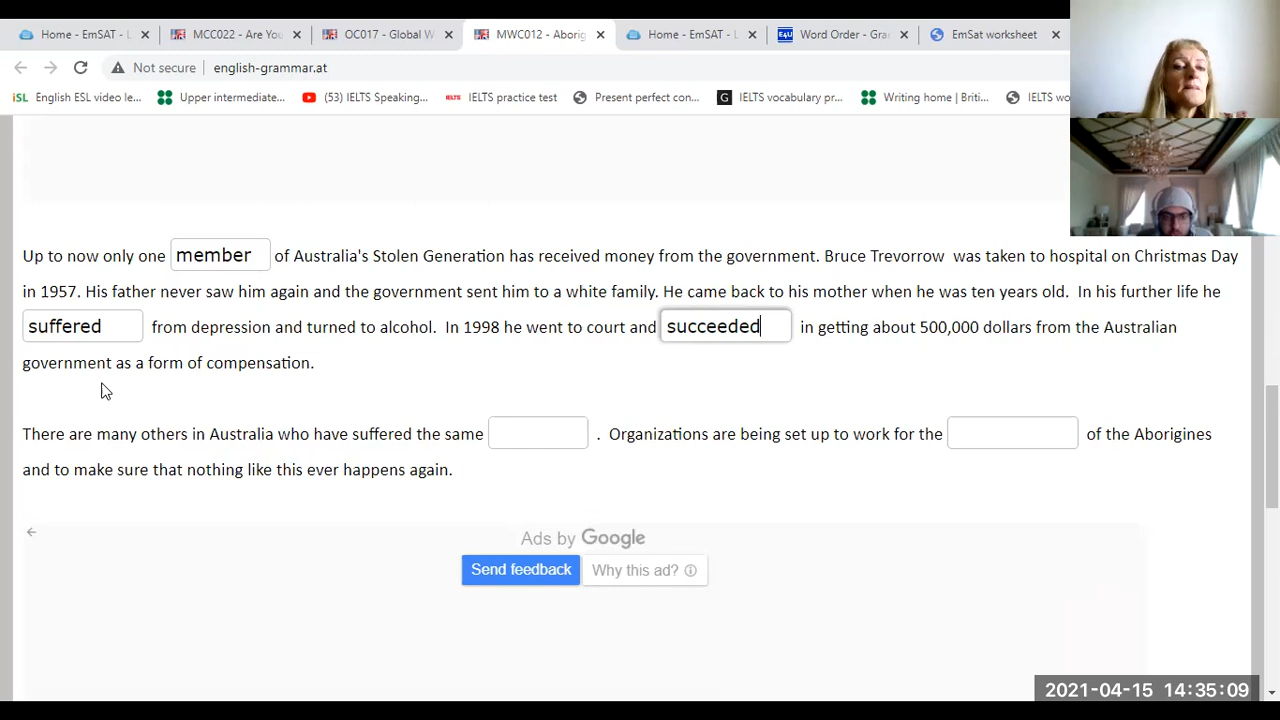 Home - EmSAT - L
MCC022 - Are You
OC017 - Global W
MWC012 - Aborig
Home - EmSAT - L
Word Order - Gra
EmSat worksheet
Not secure
english-grammar.at
iSL English ESL video le...
Upper intermediate...
(53) IELTS Speaking...
IELTS IELTS practice test
Present perfect con...
G IELTS vocabulary pr...
Writing home | Briti...
IELTS wo
Up to now only one member of Australia's Stolen Generation has received money from the government. Bruce Trevorrow was taken to hospital on Christmas Day
in 1957. His father never saw him again and the government sent him to a white family. He came back to his mother when he was ten years old. In his further life he
suffered from depression and turned to alcohol. In 1998 he went to court and succeeded in getting about 500,000 dollars from the Australian
government as a form of compensation.
There are many others in Australia who have suffered the same . Organizations are being set up to work for the of the Aborigines
and to make sure that nothing like this ever happens again.
Ads by Google
Send feedback
Why this ad?
2021-04-15 14:35:09